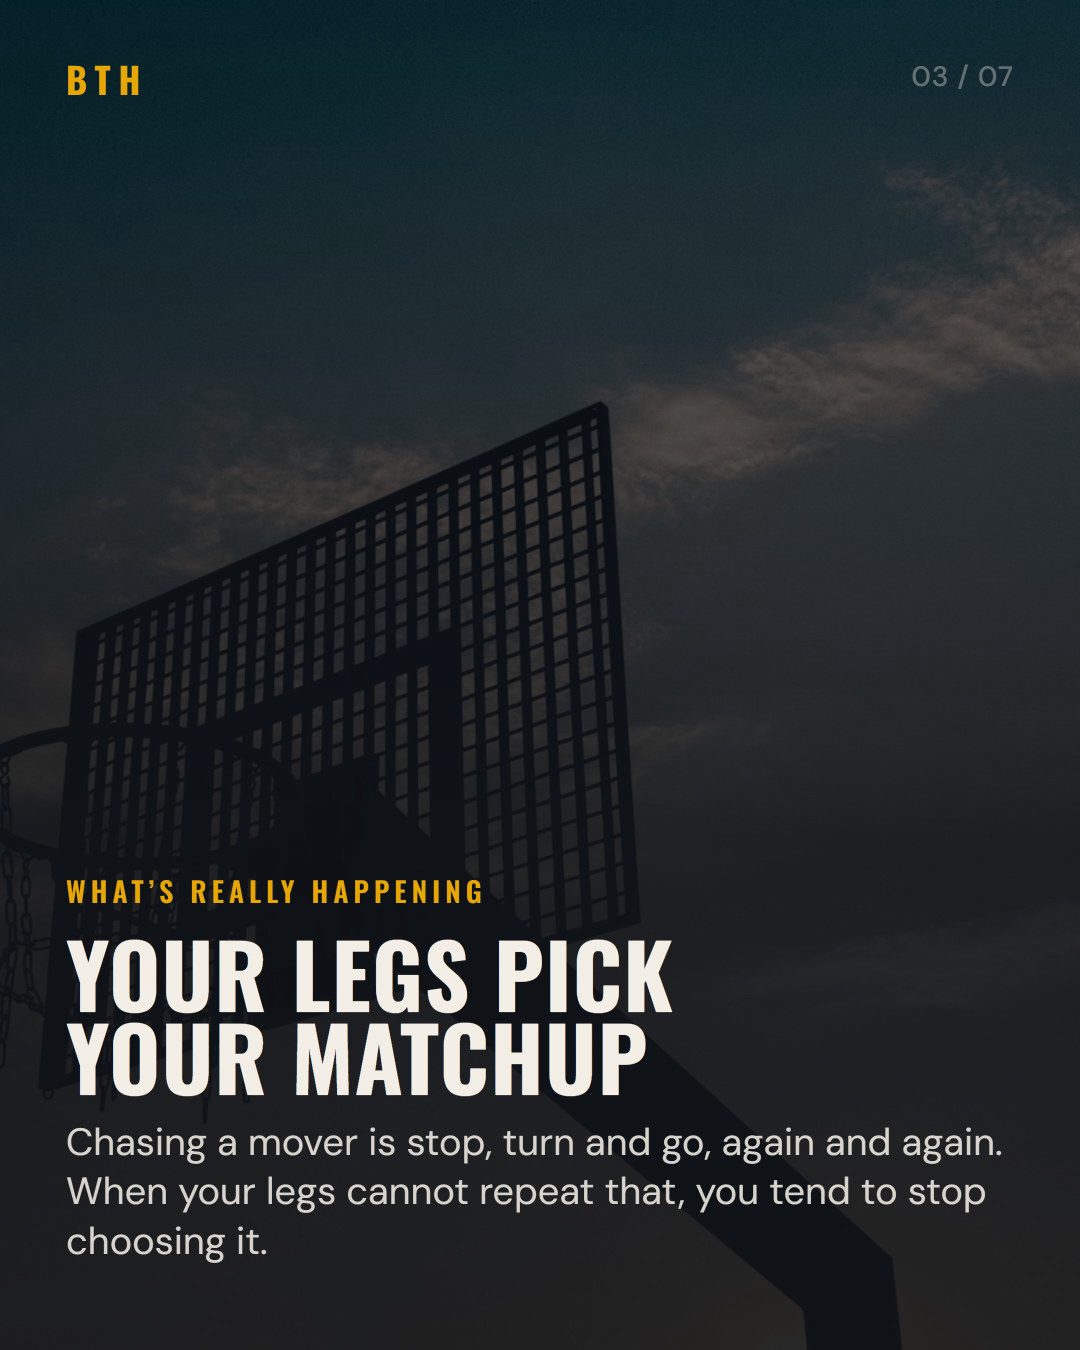 BTH
03 / 07
WHAT’S REALLY HAPPENING
YOUR LEGS PICK
YOUR MATCHUP
Chasing a mover is stop, turn and go, again and again.
When your legs cannot repeat that, you tend to stop
choosing it.